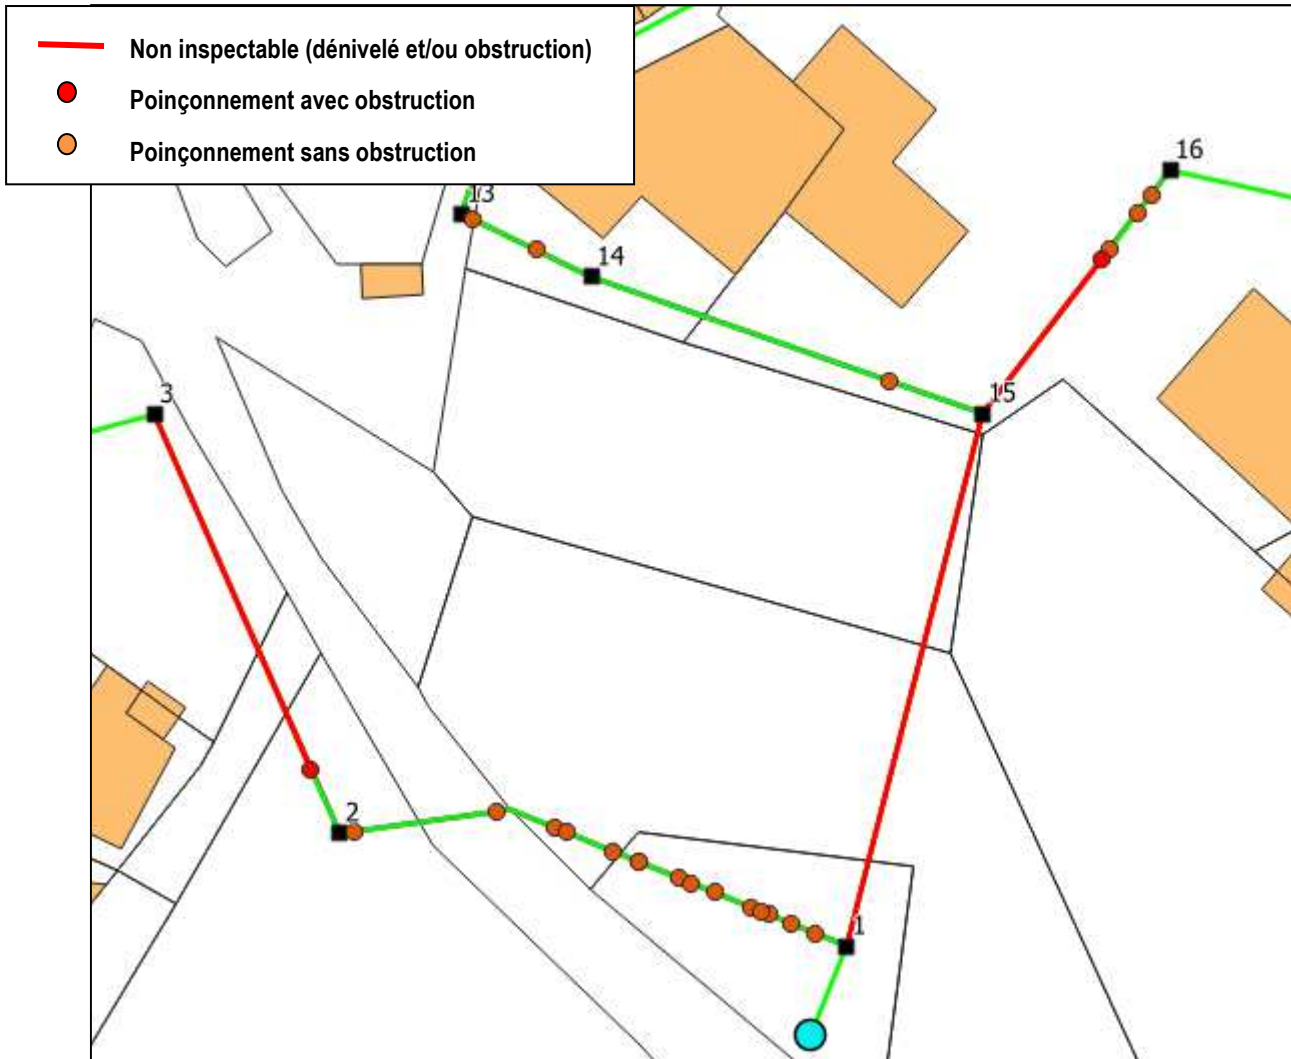 Non inspectable (dénivelé et/ou obstruction)
Poinçonnement avec obstruction
Poinçonnement sans obstruction
16
13
14
3
15
2
1